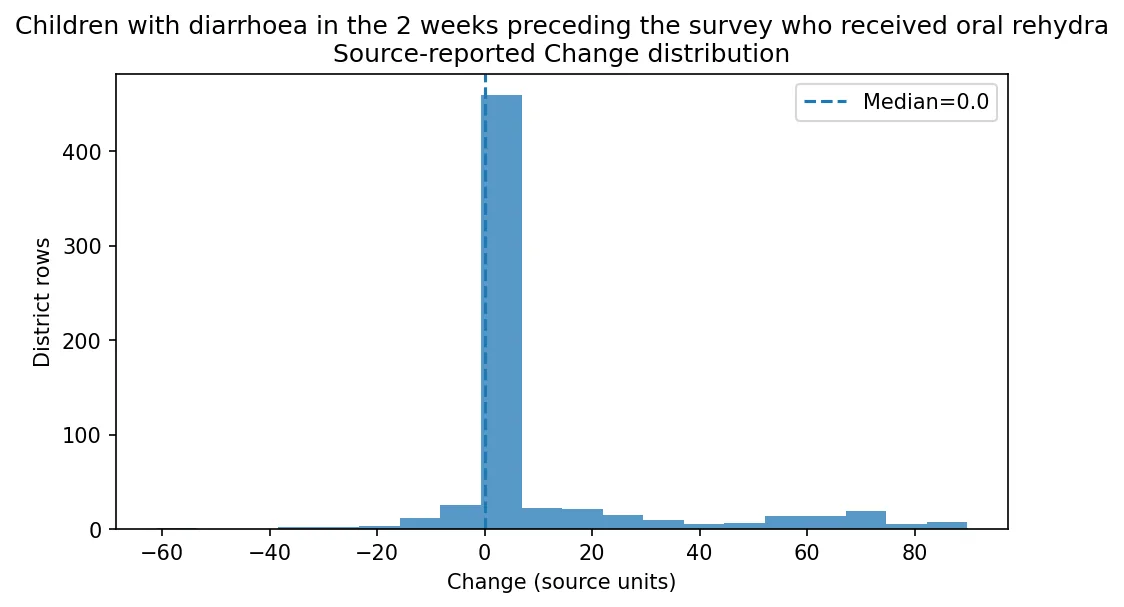 Children with diarrhoea in the 2 weeks preceding the survey who received oral rehydra
Source-reported Change distribution
Median=0.0
District rows
400
300
200
100
0
−60
−40
−20
0
20
40
60
80
Change (source units)